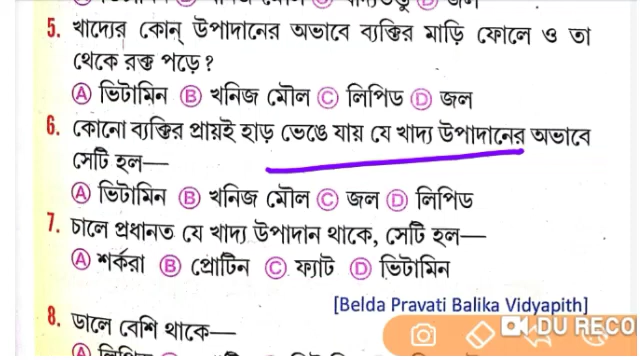 5. খাদ্যের কোন্ উপাদানের অভাবে ব্যক্তির মাড়ি ফোলে ও তা
থেকে রক্ত পড়ে?
Ⓐ ভিটামিন Ⓑ খনিজ মৌল Ⓒ লিপিড Ⓓ জল
6. কোনো ব্যক্তির প্রায়ই হাড় ভেঙে যায় যে খাদ্য উপাদানের অভাবে
সেটি হল—
Ⓐ ভিটামিন Ⓑ খনিজ মৌল Ⓒ জল Ⓓ লিপিড
7. চালে প্রধানত যে খাদ্য উপাদান থাকে, সেটি হল—
Ⓐ শর্করা Ⓑ প্রোটিন Ⓒ ফ্যাট Ⓓ ভিটামিন
[Belda Pravati Balika Vidyapith]
8. ডালে বেশি থাকে—
DU RECO